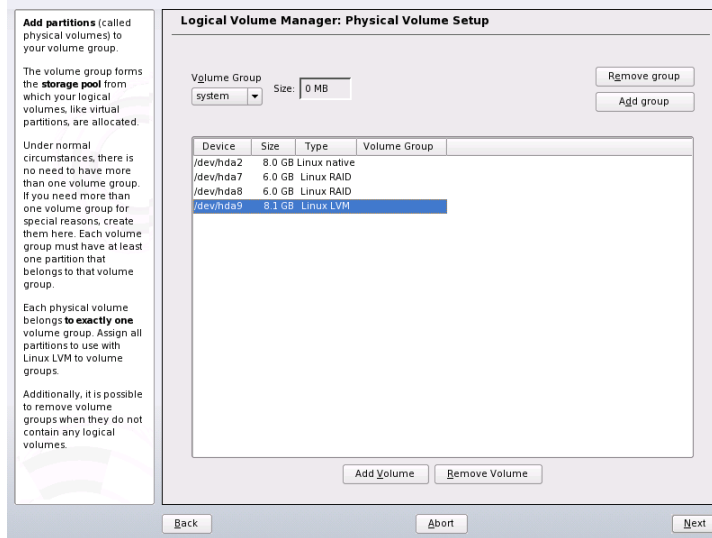 Add partitions (called
physical volumes) to
your volume group.
The volume group forms
the storage pool from
which your logical
volumes, like virtual
partitions, are allocated.
Under normal
circumstances, there is
no need to have more
than one volume group.
If you need more than
one volume group for
special reasons, create
them here. Each volume
group must have at least
one partition that
belongs to that volume
group.
Each physical volume
belongs to exactly one
volume group. Assign all
partitions to use with
Linux LVM to volume
groups.
Additionally, it is possible
to remove volume
groups when they do not
contain any logical
volumes.
Logical Volume Manager: Physical Volume Setup
Volume Group
system
Size: 0 MB
Remove group
Add group
Device Size Type Volume Group
/dev/hda2 8.0 GB Linux native
/dev/hda7 6.0 GB Linux RAID
/dev/hda8 6.0 GB Linux RAID
/dev/hda9 8.1 GB Linux LVM
Add Volume Remove Volume
Back Abort Next